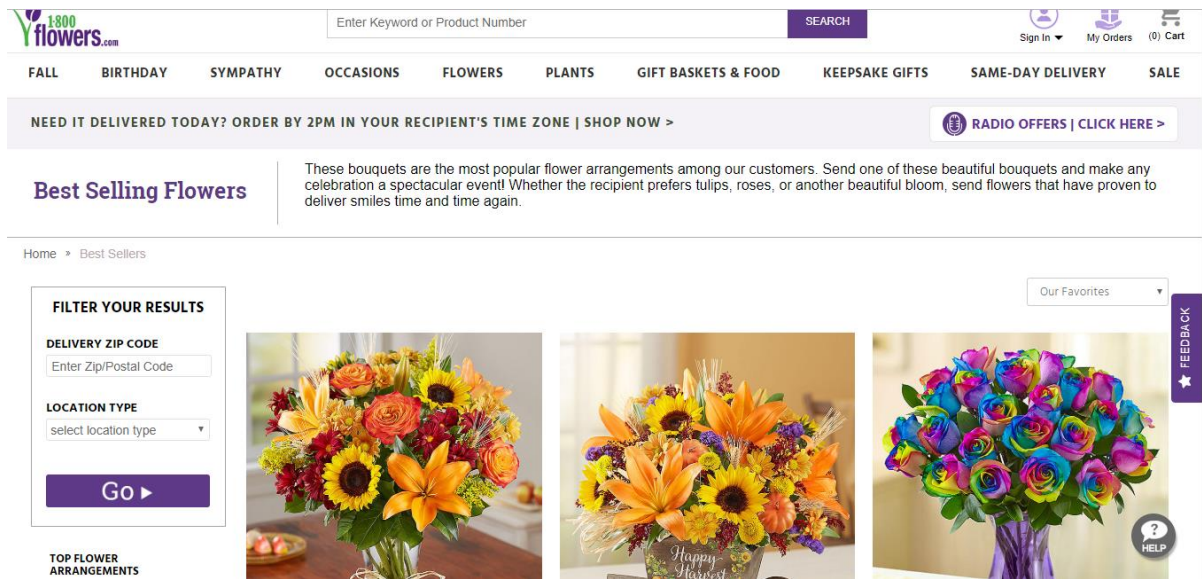 1·800
flowers.com
Enter Keyword or Product Number
SEARCH
Sign In
My Orders
(0) Cart
FALL
BIRTHDAY
SYMPATHY
OCCASIONS
FLOWERS
PLANTS
GIFT BASKETS & FOOD
KEEPSAKE GIFTS
SAME-DAY DELIVERY
SALE
NEED IT DELIVERED TODAY? ORDER BY 2PM IN YOUR RECIPIENT'S TIME ZONE | SHOP NOW >
RADIO OFFERS | CLICK HERE >
Best Selling Flowers
These bouquets are the most popular flower arrangements among our customers. Send one of these beautiful bouquets and make any
celebration a spectacular event! Whether the recipient prefers tulips, roses, or another beautiful bloom, send flowers that have proven to
deliver smiles time and time again.
Home » Best Sellers
Our Favorites
FILTER YOUR RESULTS
DELIVERY ZIP CODE
Enter Zip/Postal Code
LOCATION TYPE
select location type
Go
TOP FLOWER
ARRANGEMENTS
Happy
Harvest
FEEDBACK
?
HELP